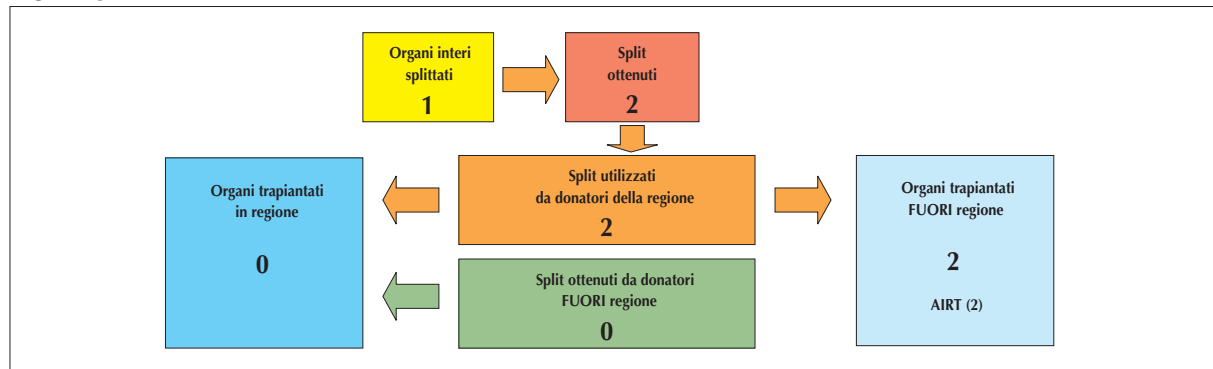 Organi interi
splittati
1
Split
ottenuti
2
Organi trapiantati
in regione
0
Split utilizzati
da donatori della regione
2
Organi trapiantati
FUORI regione
2
AIRT (2)
Split ottenuti da donatori
FUORI regione
0